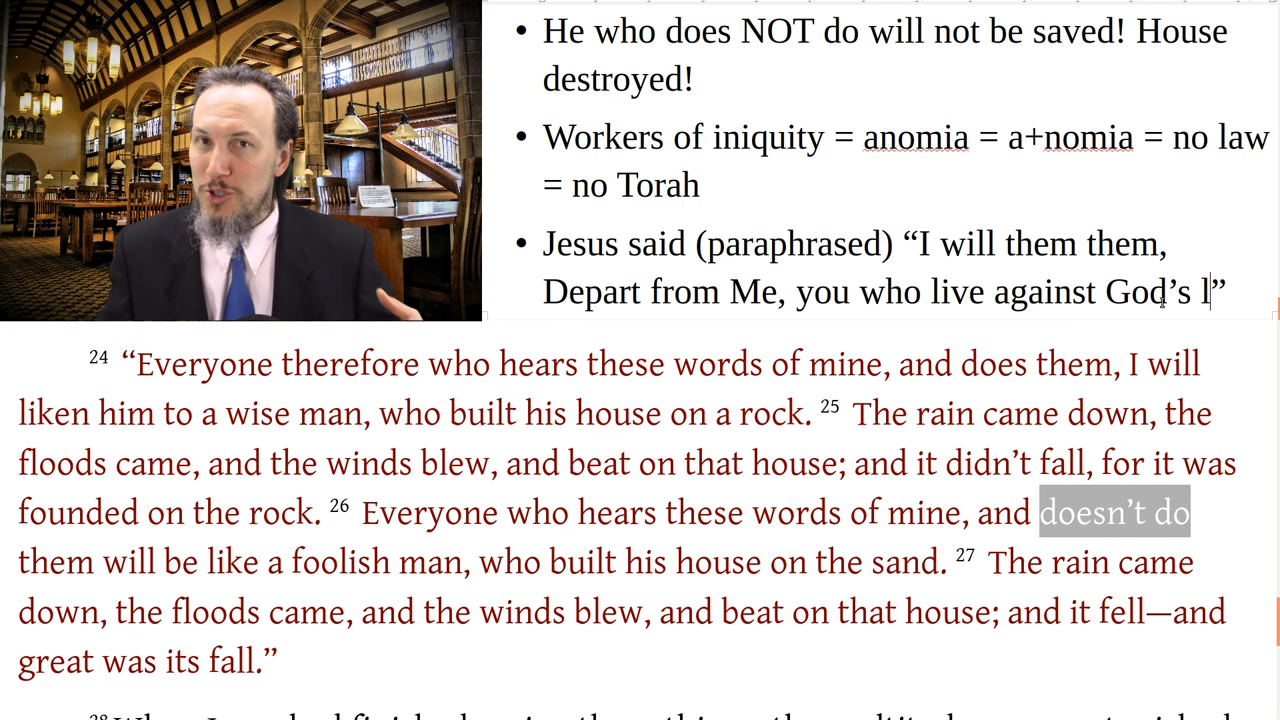 • He who does NOT do will not be saved! House
destroyed!
• Workers of iniquity = anomia = a+nomia = no law
= no Torah
• Jesus said (paraphrased) “I will them them,
Depart from Me, you who live against God’s l”
24 “Everyone therefore who hears these words of mine, and does them, I will
liken him to a wise man, who built his house on a rock. 25 The rain came down, the
floods came, and the winds blew, and beat on that house; and it didn’t fall, for it was
founded on the rock. 26 Everyone who hears these words of mine, and doesn’t do
them will be like a foolish man, who built his house on the sand. 27 The rain came
down, the floods came, and the winds blew, and beat on that house; and it fell—and
great was its fall.”